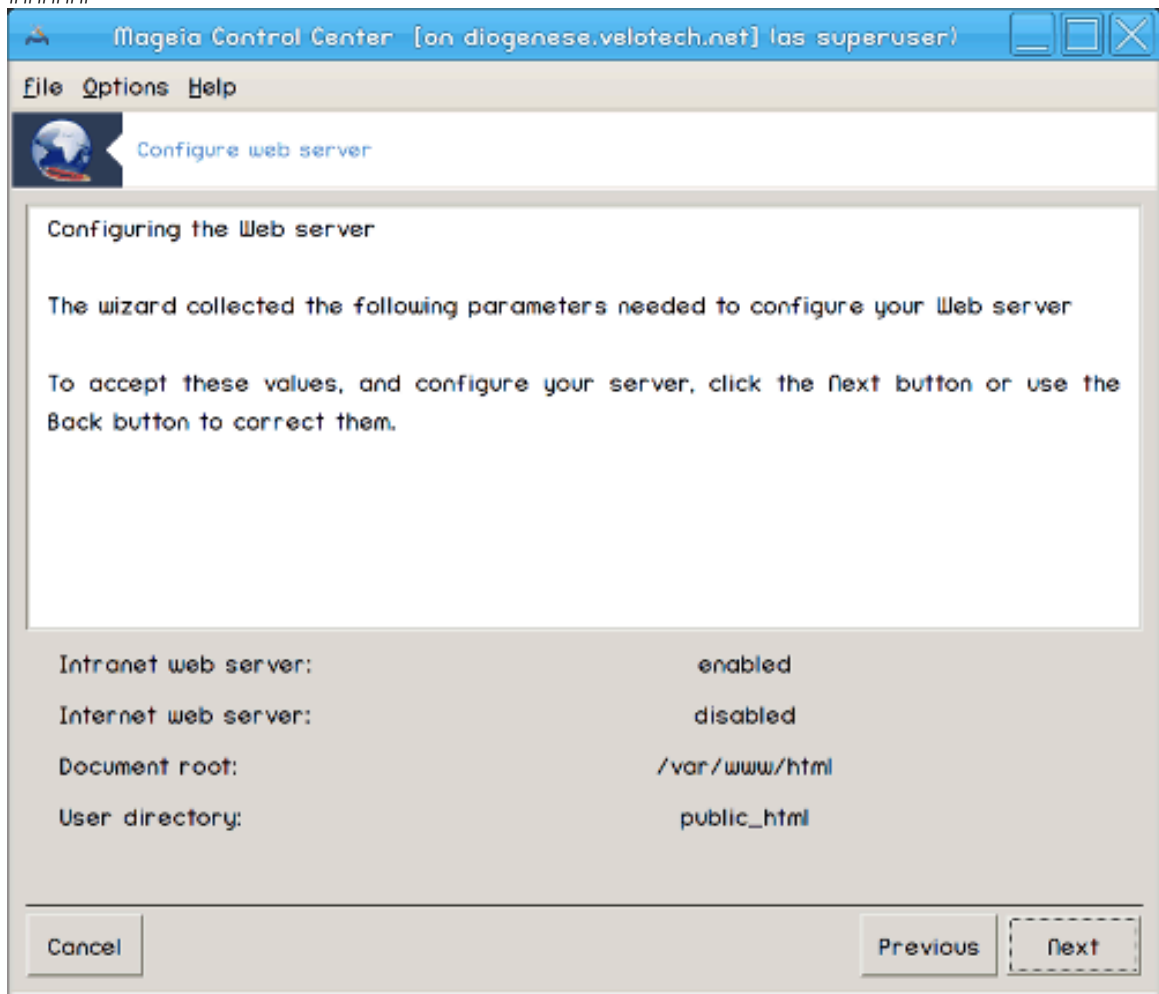 Mageia Control Center [on diogenese.velotech.net] (as superuser)
File Options Help
Configure web server
Configuring the Web server
The wizard collected the following parameters needed to configure your Web server
To accept these values, and configure your server, click the Next button or use the
Back button to correct them.
Intranet web server: enabled
Internet web server: disabled
Document root: /var/www/html
User directory: public_html
Cancel Previous Next